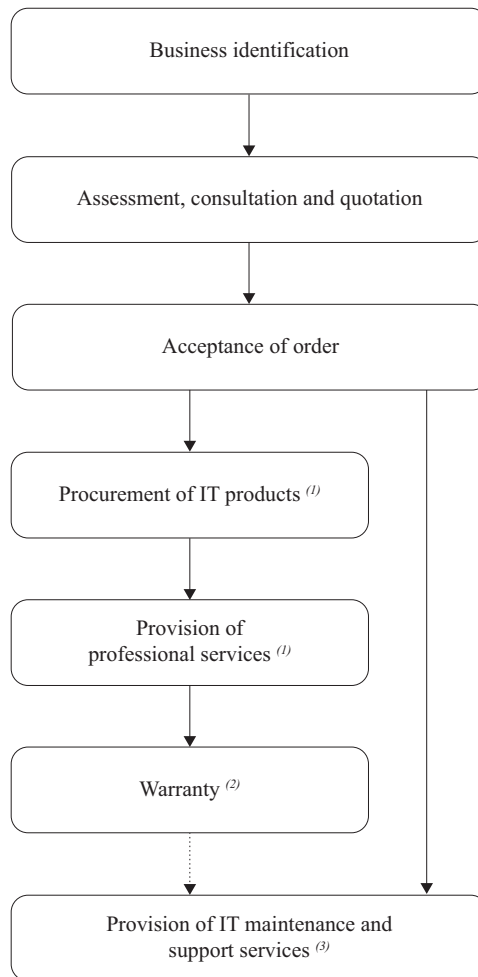 Business identification
Assessment, consultation and quotation
Acceptance of order
Procurement of IT products (1)
Provision of
professional services (1)
Warranty (2)
Provision of IT maintenance and
support services (3)